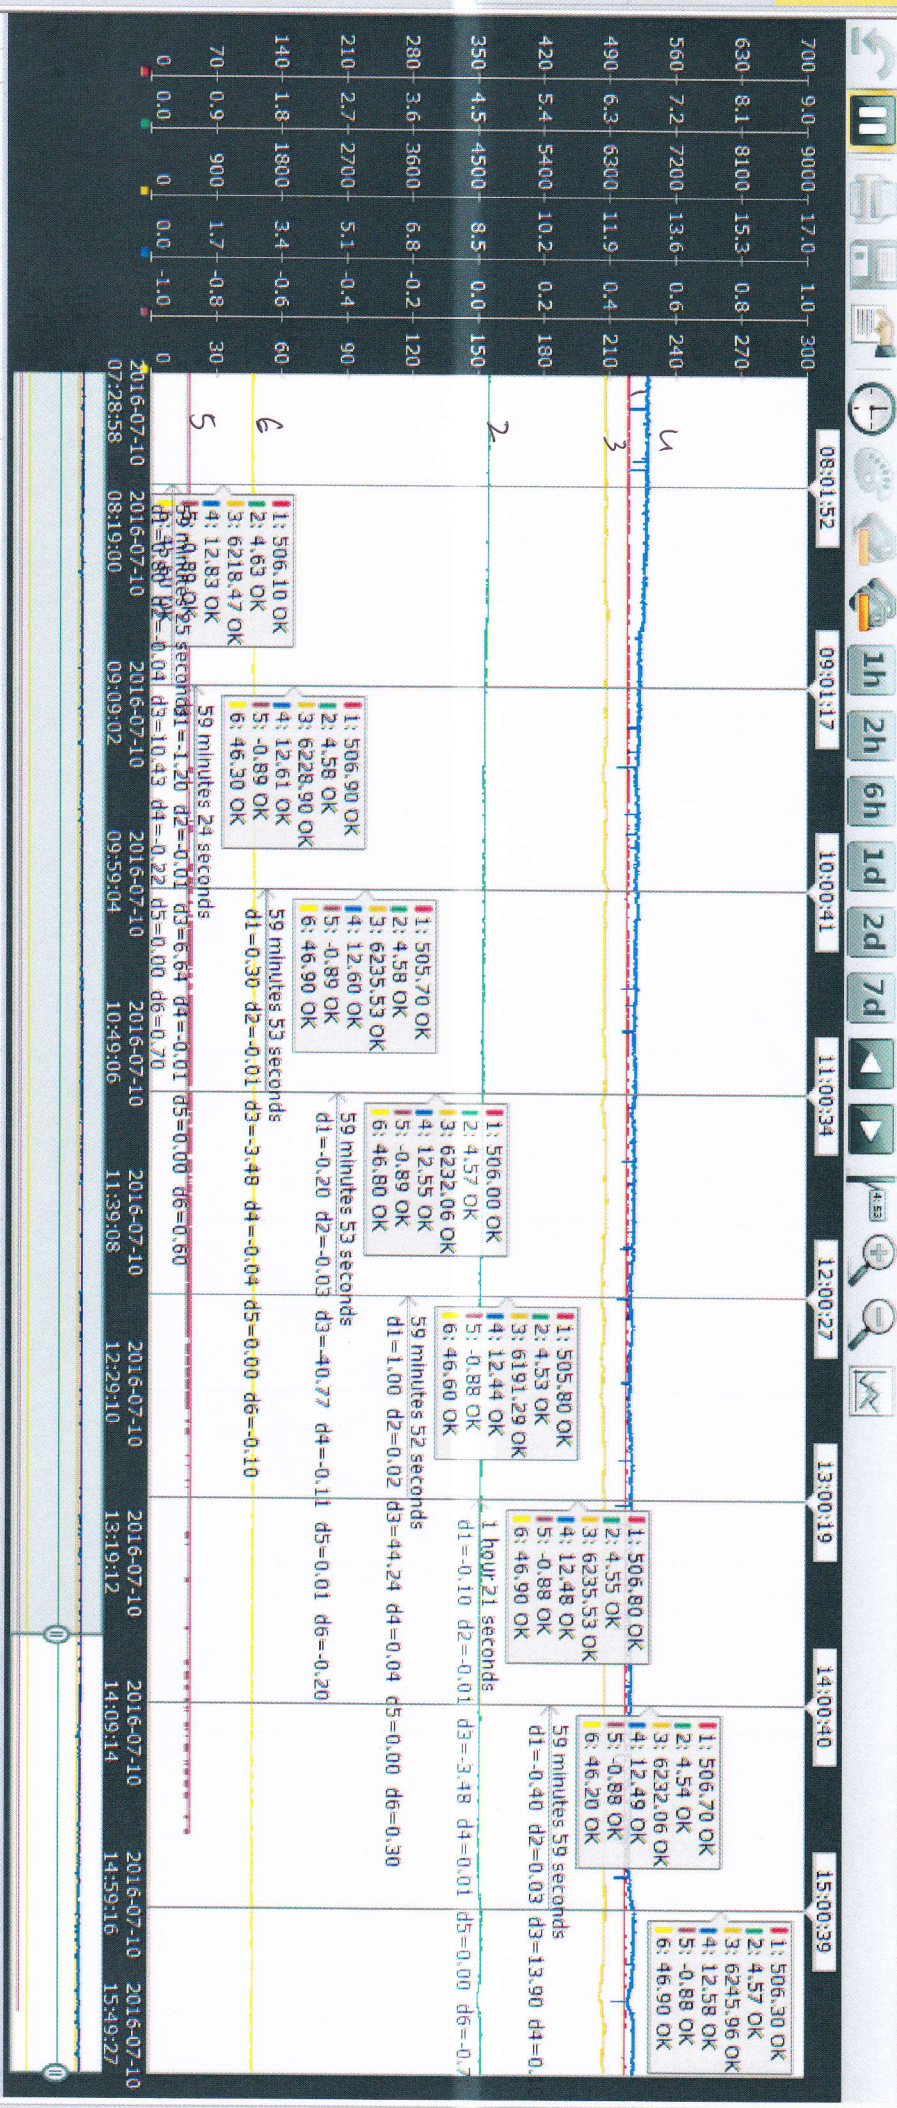 1h 2h 6h 1d 2d 7d
08:01:52 09:01:17 10:00:41 11:00:34 12:00:27 13:00:19 14:00:40 15:00:39
700 9.0 9000 17.0 1.0 300
630 8.1 8100 15.3 0.8 270
560 7.2 7200 13.6 0.6 240
490 6.3 6300 11.9 0.4 210
420 5.4 5400 10.2 0.2 180
350 4.5 4500 8.5 0.0 150
280 3.6 3600 6.8 -0.2 120
210 2.7 2700 5.1 -0.4 90
140 1.8 1800 3.4 -0.6 60
70 0.9 900 1.7 -0.8 30
0 0.0 0 0.0 -1.0 0
4
3
2
6
5
1: 506.10 OK
2: 4.63 OK
3: 6218.47 OK
4: 12.83 OK
59 minutes 25 seconds
d2=-0.04 d3=10.43 d4=-0.22 d5=0.00 d6=0.70
1: 506.90 OK
2: 4.58 OK
3: 6228.90 OK
4: 12.61 OK
5: -0.89 OK
6: 46.30 OK
59 minutes 24 seconds
d1=-1.20 d2=-0.01 d3=6.64 d4=-0.01 d5=0.00 d6=0.60
1: 505.70 OK
2: 4.58 OK
3: 6235.53 OK
4: 12.60 OK
5: -0.89 OK
6: 46.90 OK
59 minutes 53 seconds
d1=0.30 d2=-0.01 d3=-3.48 d4=-0.04 d5=0.00 d6=-0.10
1: 506.00 OK
2: 4.57 OK
3: 6232.06 OK
4: 12.55 OK
5: -0.89 OK
6: 46.80 OK
59 minutes 53 seconds
d1=-0.20 d2=-0.03 d3=-40.77 d4=-0.11 d5=0.01 d6=-0.20
1: 505.80 OK
2: 4.53 OK
3: 6191.29 OK
4: 12.44 OK
5: -0.88 OK
6: 46.60 OK
59 minutes 52 seconds
d1=1.00 d2=0.02 d3=44.24 d4=0.04 d5=0.00 d6=0.30
1: 506.80 OK
2: 4.55 OK
3: 6235.53 OK
4: 12.48 OK
5: -0.88 OK
6: 46.90 OK
1 hour 21 seconds
d1=-0.10 d2=-0.01 d3=-3.48 d4=0.01 d5=0.00 d6=-0.7
1: 506.70 OK
2: 4.54 OK
3: 6232.06 OK
4: 12.49 OK
5: -0.88 OK
6: 46.20 OK
59 minutes 59 seconds
d1=-0.40 d2=0.03 d3=13.90 d4=0.
1: 506.30 OK
2: 4.57 OK
3: 6245.96 OK
4: 12.58 OK
5: -0.88 OK
6: 46.90 OK
2016-07-10 2016-07-10 2016-07-10 2016-07-10 2016-07-10 2016-07-10 2016-07-10 2016-07-10 2016-07-10 2016-07-10 2016-07-10
07:28:58 08:19:00 09:09:02 09:59:04 10:49:06 11:39:08 12:29:10 13:19:12 14:09:14 14:59:16 15:49:27